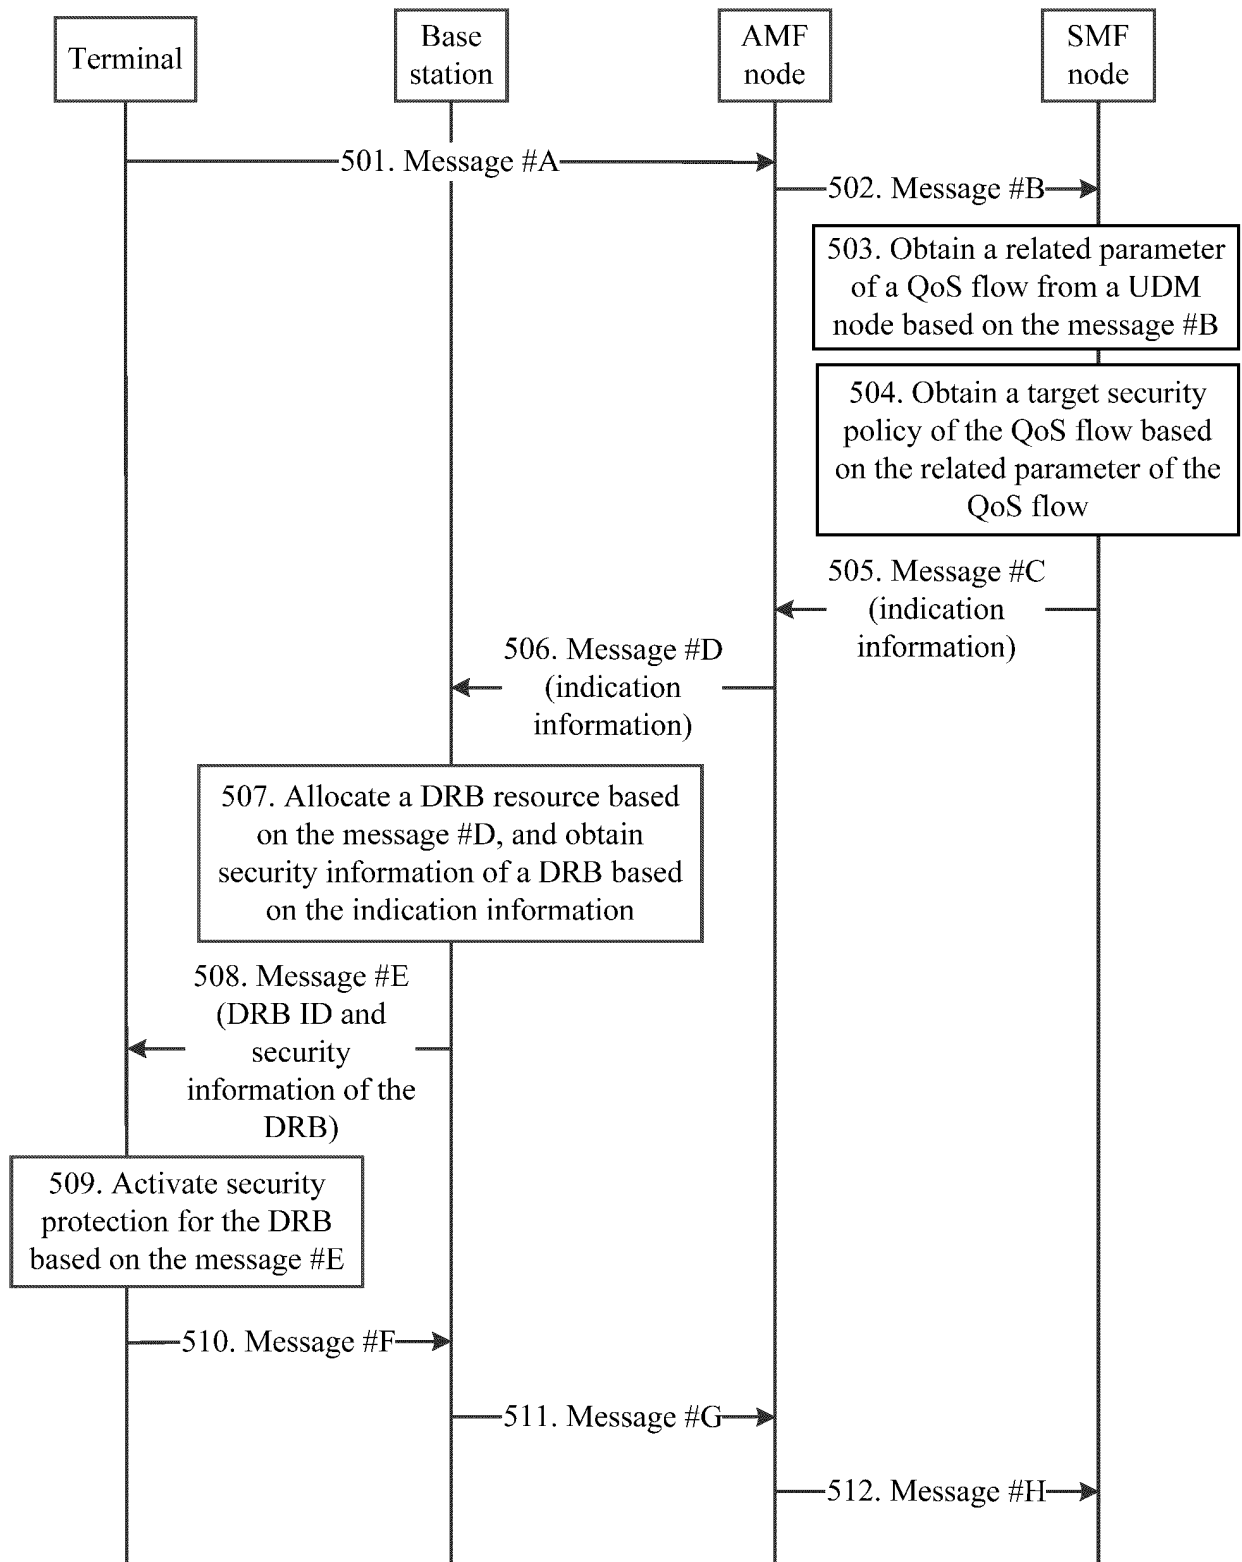 Terminal
Base
station
AMF
node
SMF
node
501. Message #A
502. Message #B
503. Obtain a related parameter
of a QoS flow from a UDM
node based on the message #B
504. Obtain a target security
policy of the QoS flow based
on the related parameter of the
QoS flow
505. Message #C
(indication
information)
506. Message #D
(indication
information)
507. Allocate a DRB resource based
on the message #D, and obtain
security information of a DRB based
on the indication information
508. Message #E
(DRB ID and
security
information of the
DRB)
509. Activate security
protection for the DRB
based on the message #E
510. Message #F
511. Message #G
512. Message #H